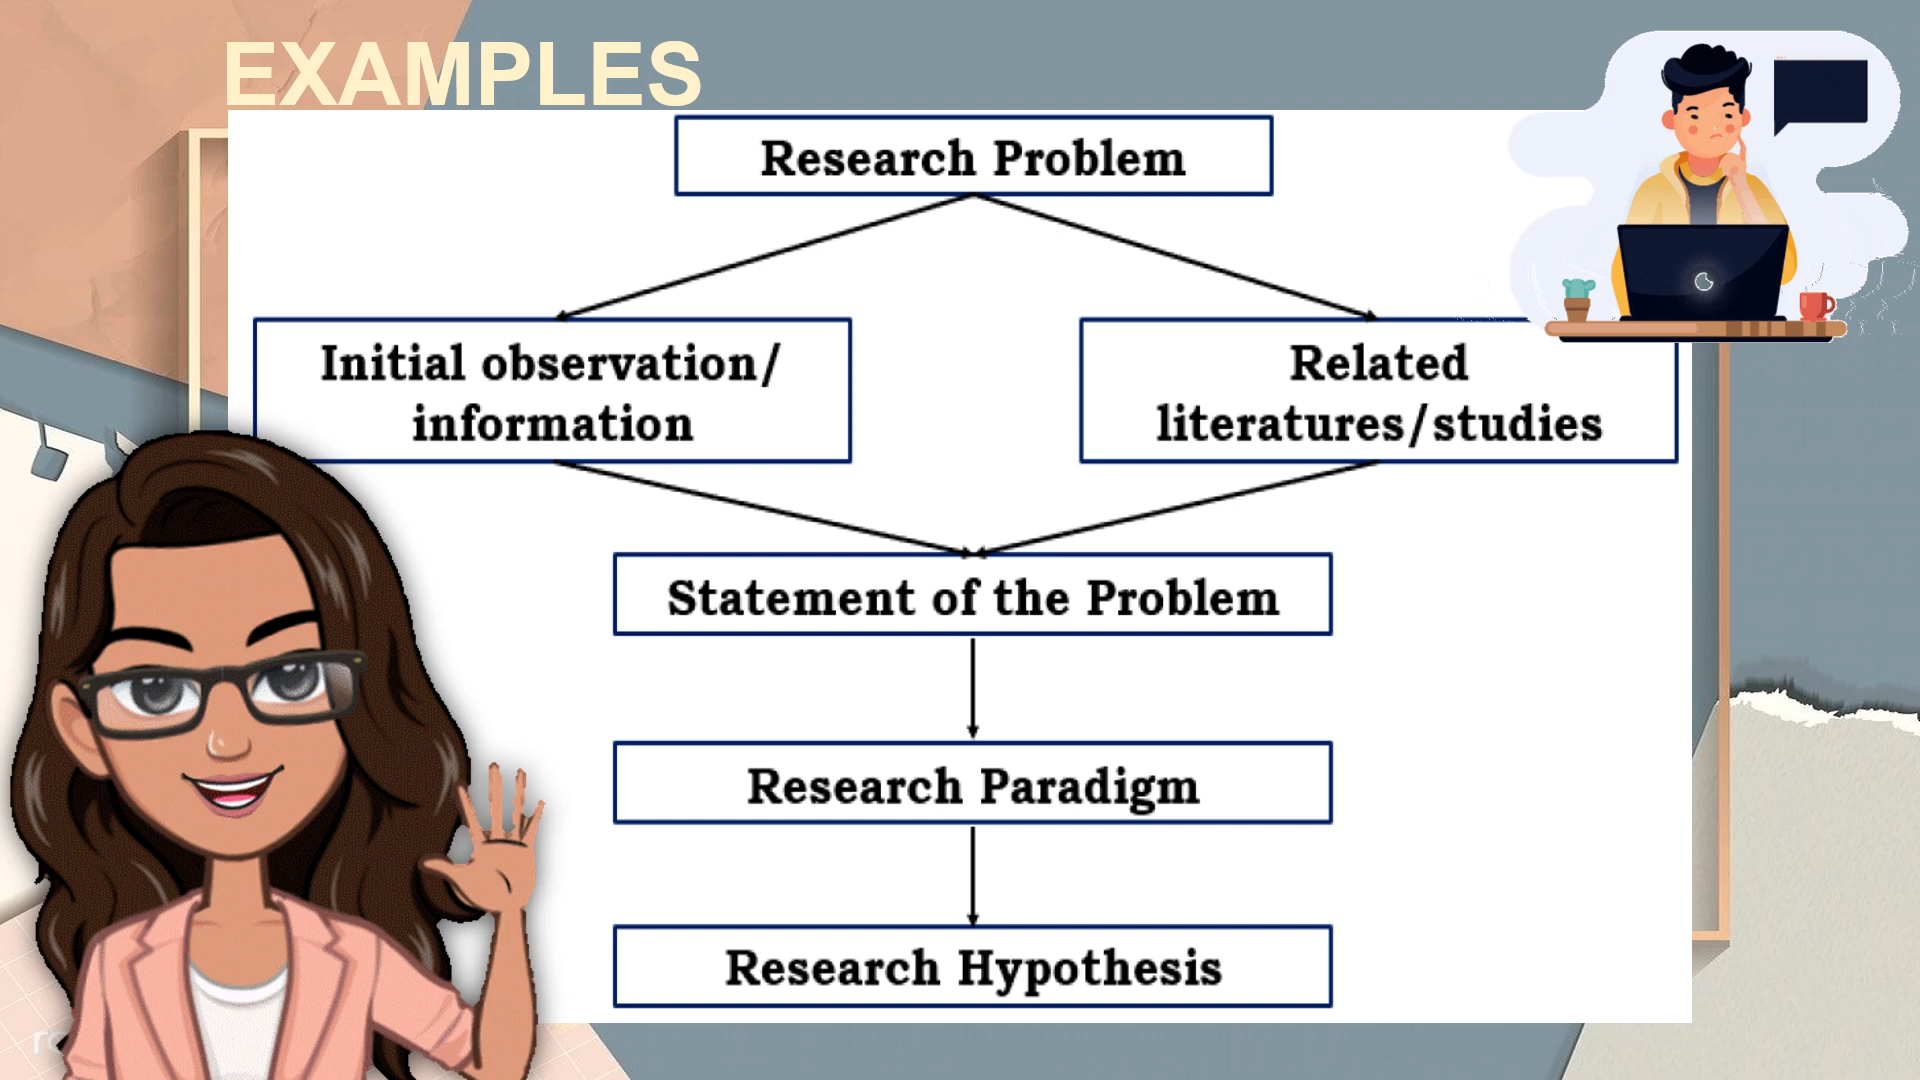 EXAMPLES
Research Problem
Initial observation/
information
Related
literatures/studies
Statement of the Problem
Research Paradigm
Research Hypothesis